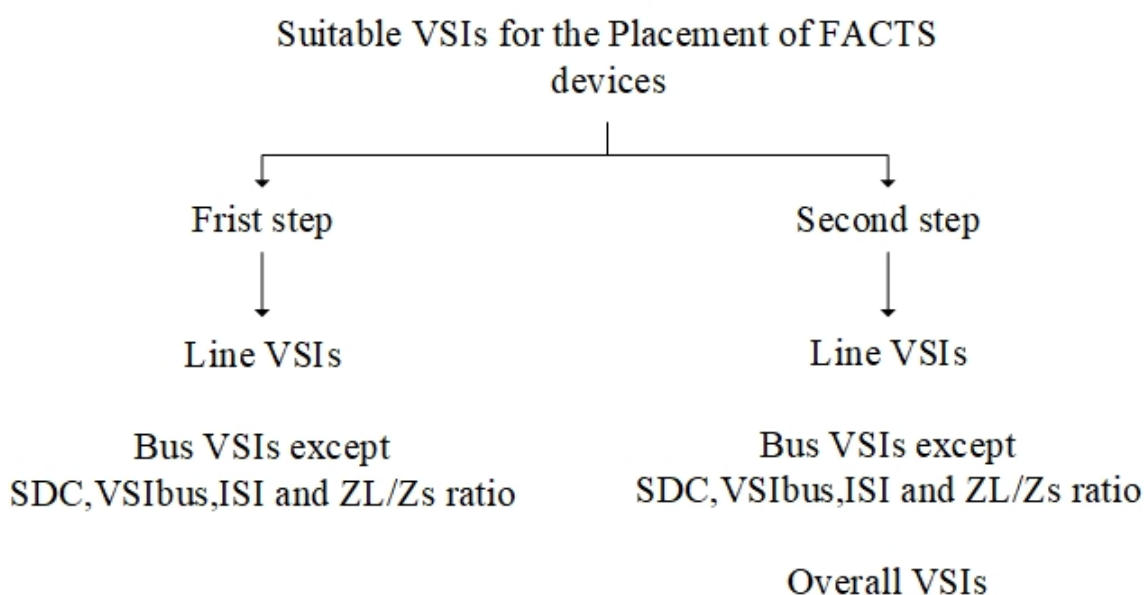 Suitable VSIs for the Placement of FACTS
devices
Frist step
Second step
Line VSIs
Bus VSIs except
SDC,VSIbus,ISI and ZL/Zs ratio
Line VSIs
Bus VSIs except
SDC,VSIbus,ISI and ZL/Zs ratio
Overall VSIs